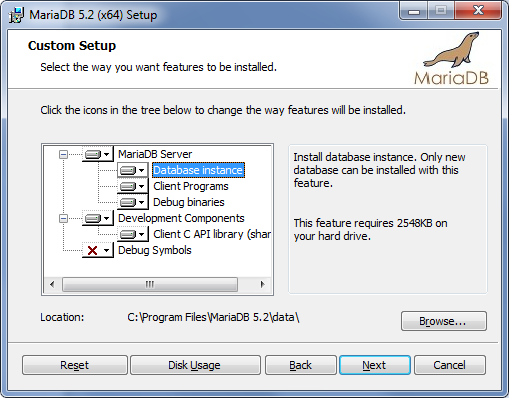 MariaDB 5.2 (x64) Setup
Custom Setup
Select the way you want features to be installed.
MariaDB
Click the icons in the tree below to change the way features will be installed.
MariaDB Server
Database instance
Client Programs
Debug binaries
Development Components
Client C API library (shar
Debug Symbols
Install database instance. Only new
database can be installed with this
feature.
This feature requires 2548KB on
your hard drive.
Location:
C:\Program Files\MariaDB 5.2\data\
Browse...
Reset
Disk Usage
Back
Next
Cancel